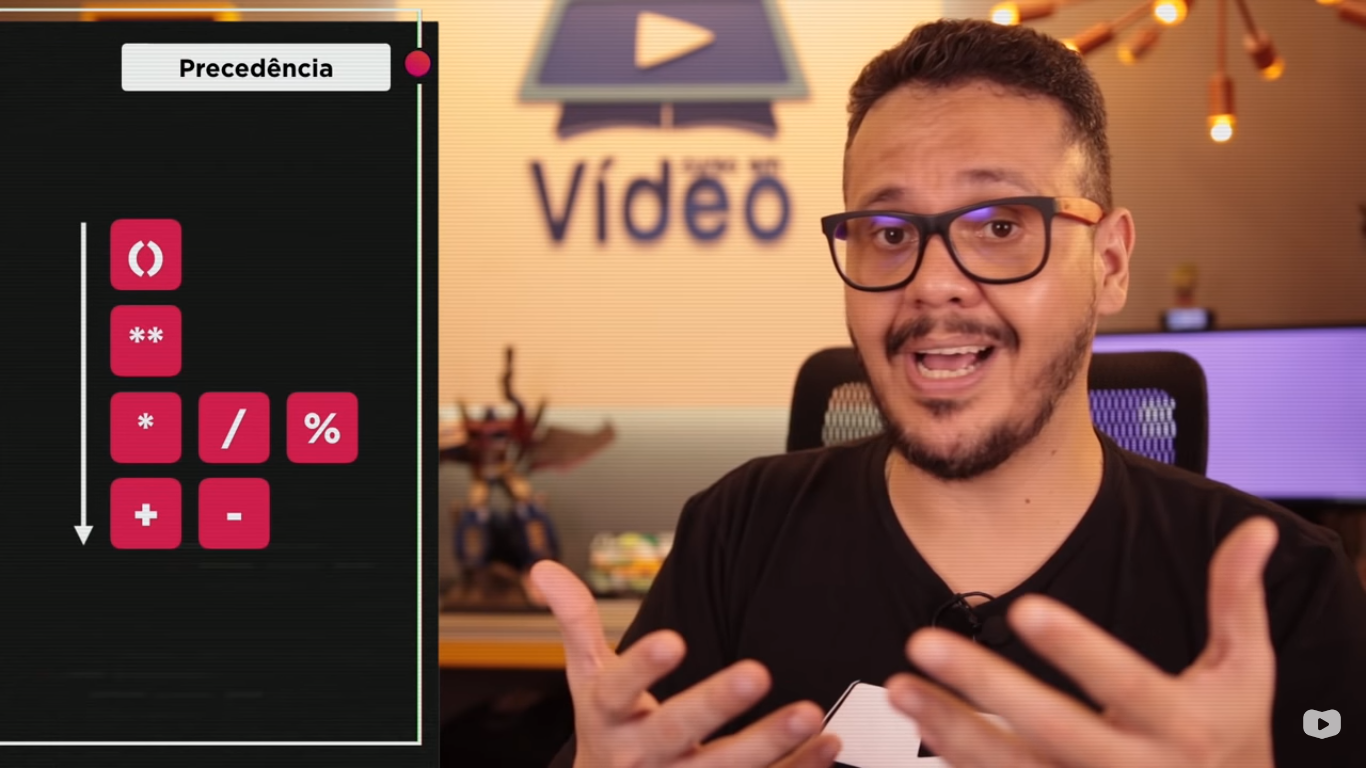 Precedência
()
**
* / %
+ -
Vídeo